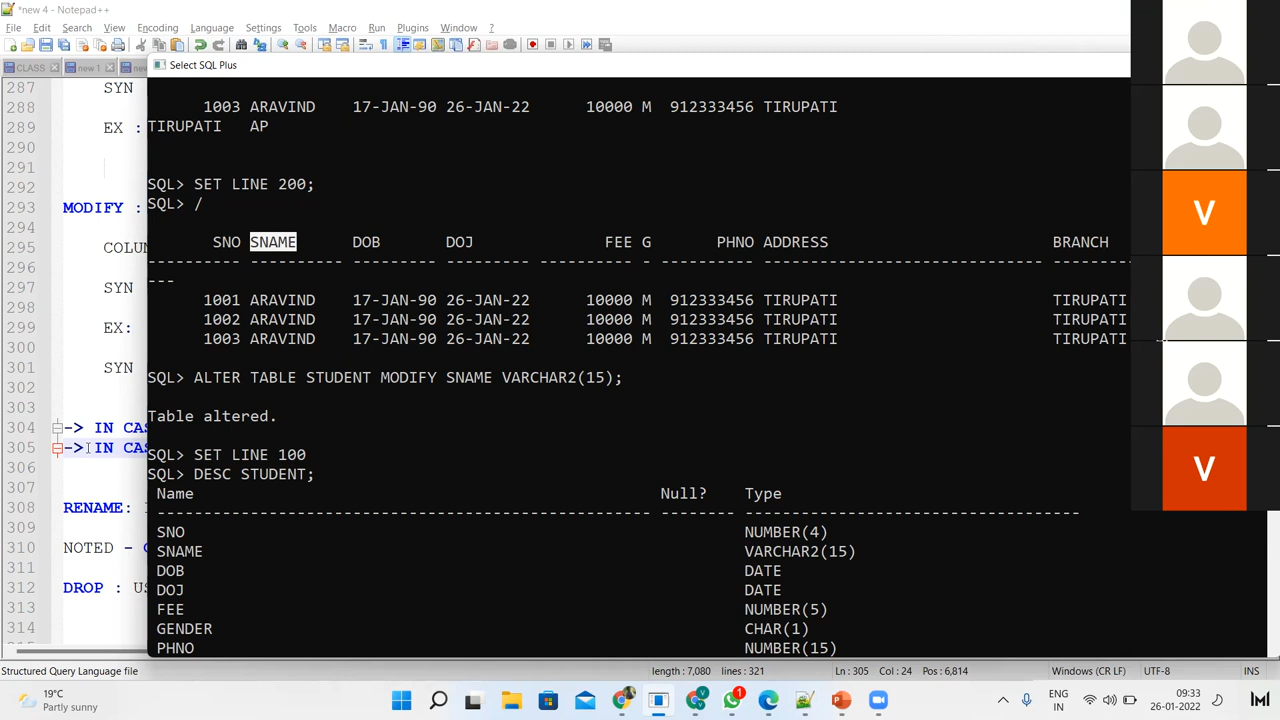 *new 4 - Notepad++
File Edit Search View Encoding Language Settings Tools Macro Run Plugins Window ?
CLASS new 1 new
Select SQL Plus
287 SYN
288
289 EX :
290
291
292
293 MODIFY :
294
295 COLUM
296
297 SYN
298
299 EX:
300
301 SYN
302
303
304 -> IN CAS
305 -> IN CAS
306
307
308 RENAME:
309
310 NOTED -
311
312 DROP : US
313
314
1003 ARAVIND 17-JAN-90 26-JAN-22 10000 M 912333456 TIRUPATI
TIRUPATI AP
SQL> SET LINE 200;
SQL> /
SNO SNAME DOB DOJ FEE G PHNO ADDRESS BRANCH
---------- ---------- --------- --------- ---------- - ---------- ------------------------------ --------
---
1001 ARAVIND 17-JAN-90 26-JAN-22 10000 M 912333456 TIRUPATI TIRUPATI
1002 ARAVIND 17-JAN-90 26-JAN-22 10000 M 912333456 TIRUPATI TIRUPATI
1003 ARAVIND 17-JAN-90 26-JAN-22 10000 M 912333456 TIRUPATI TIRUPATI
SQL> ALTER TABLE STUDENT MODIFY SNAME VARCHAR2(15);
Table altered.
SQL> SET LINE 100
SQL> DESC STUDENT;
Name Null? Type
----------------------------------------------------- -------- ------------------------------------
SNO NUMBER(4)
SNAME VARCHAR2(15)
DOB DATE
DOJ DATE
FEE NUMBER(5)
GENDER CHAR(1)
PHNO NUMBER(15)
V
V
Structured Query Language file length : 7,080 lines : 321 Ln : 305 Col : 24 Pos : 6,814 Windows (CR LF) UTF-8 INS
19°C
Partly sunny
1
ENG
IN
09:33
26-01-2022